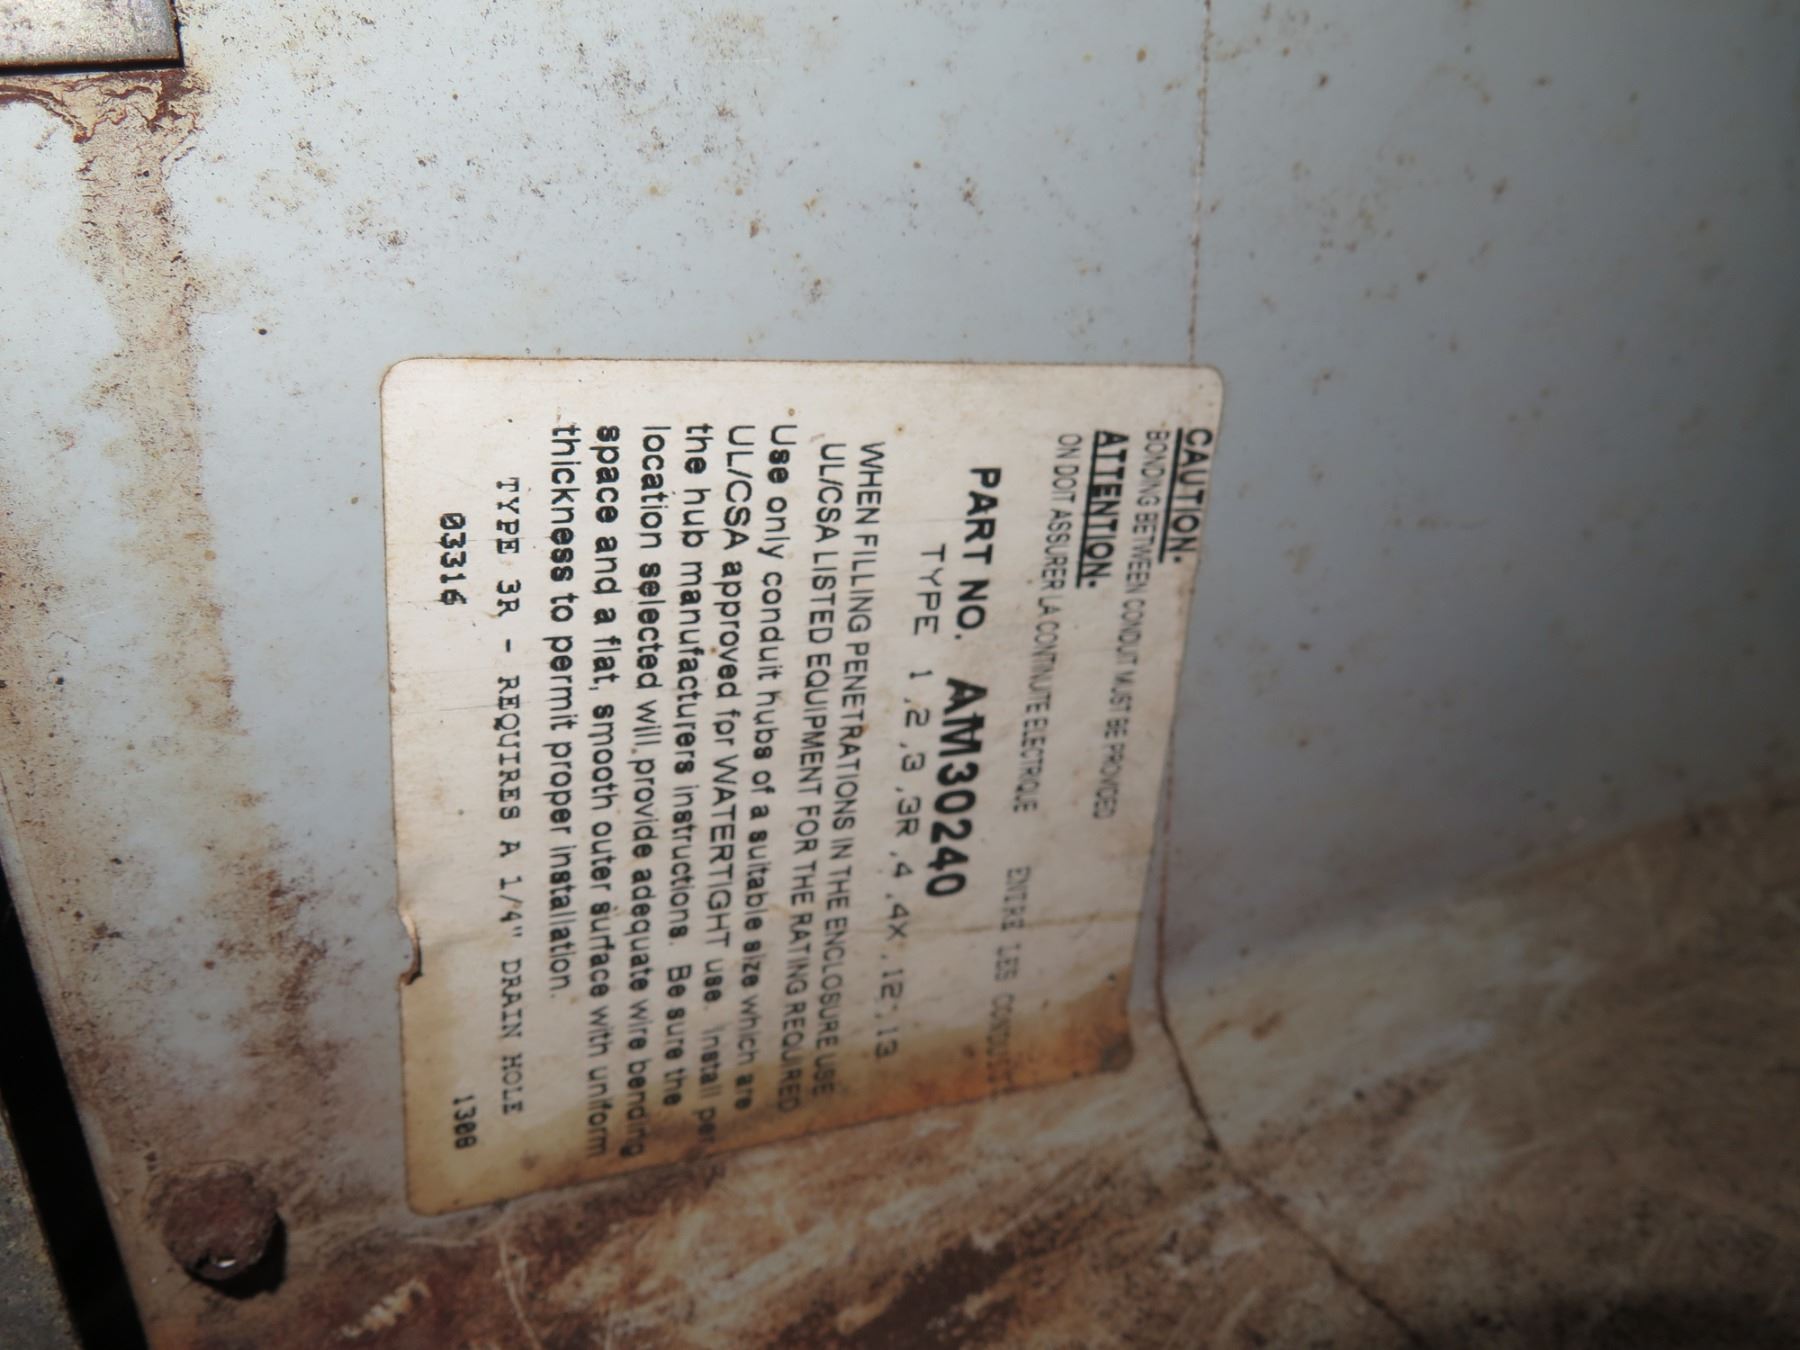 CAUTION:
BONDING BETWEEN CONDUIT MUST BE PROVIDED
ATTENTION:
ON DOIT ASSURER LA CONTINUITE ELECTRIQUE ENTRE LES CONDUITS
PART NO. AM30240
TYPE 1,2,3,3R,4,4X,12,13
WHEN FILLING PENETRATIONS IN THE ENCLOSURE USE
UL/CSA LISTED EQUIPMENT FOR THE RATING REQUIRED
Use only conduit hubs of a suitable size which are
UL/CSA approved for WATERTIGHT use. Install per
the hub manufacturers instructions. Be sure the
location selected will provide adequate wire bending
space and a flat, smooth outer surface with uniform
thickness to permit proper installation.
TYPE 3R - REQUIRES A 1/4" DRAIN HOLE
03316 1308